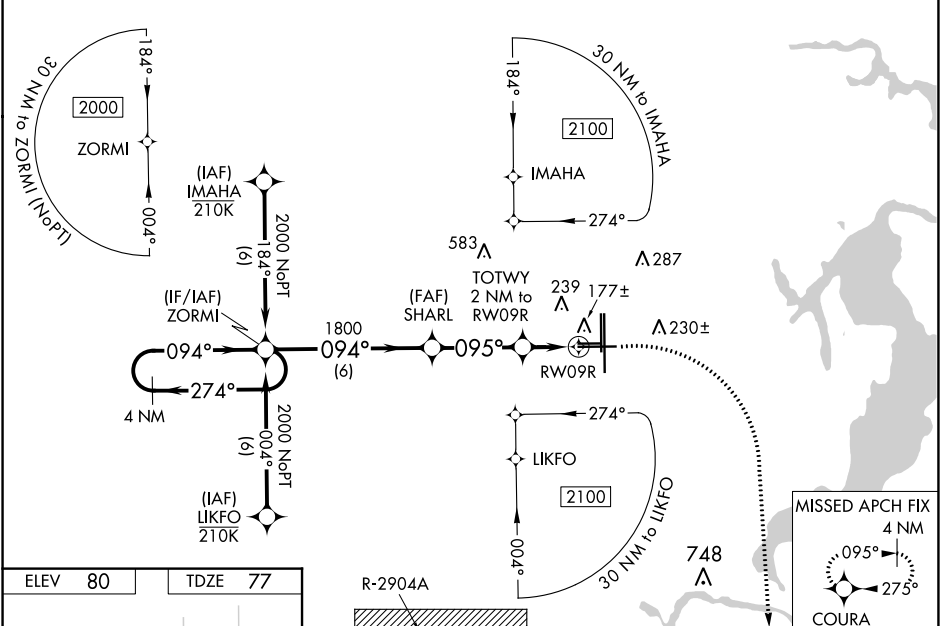 30 NM to ZORMI (NoPT)
184°
2000
ZORMI
004°
30 NM to IMAHA
184°
2100
IMAHA
274°
(IAF)
IMAHA
210K
2000 NoPT
184°
(6)
583
287
TOTWY
2 NM to
RW09R
239
177±
230±
(IF/IAF)
ZORMI
(FAF)
SHARL
1800
094°
094°
(6)
095°
RW09R
274°
4 NM
2000 NoPT
004°
(6)
(IAF)
LIKFO
210K
274°
LIKFO
2100
004°
30 NM to LIKFO
748
MISSED APCH FIX
4 NM
095°
275°
COURA
ELEV 80
TDZE 77
R-2904A